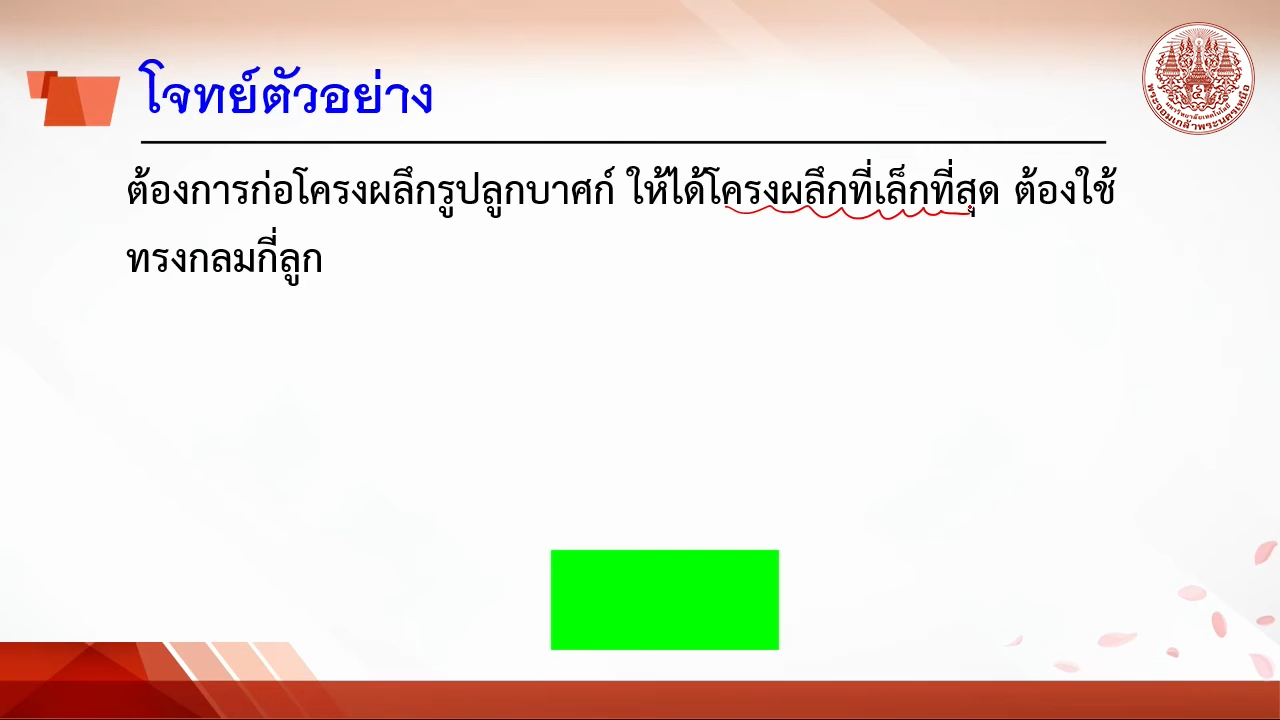 โจทย์ตัวอย่าง
ต้องการก่อโครงผลึกรูปลูกบาศก์ ให้ได้โครงผลึกที่เล็กที่สุด ต้องใช้
ทรงกลมกี่ลูก